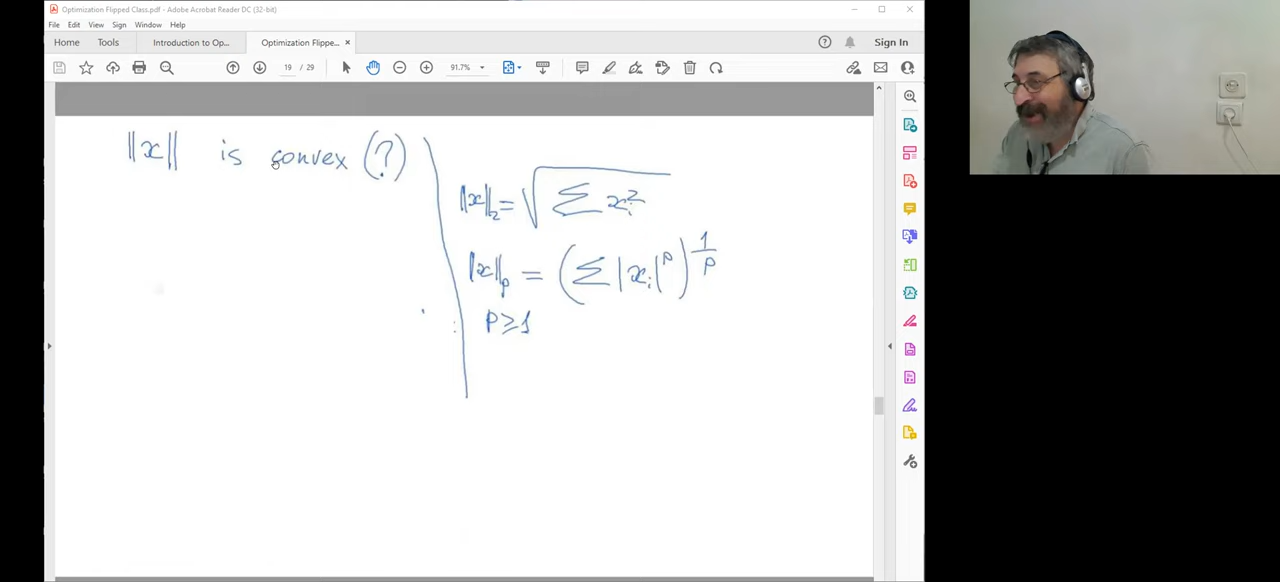 Optimization Flipped Class.pdf - Adobe Acrobat Reader DC (32-bit)
File Edit View Sign Window Help
Home Tools Introduction to Op... Optimization Flippe... × Sign In
19 / 29 91.7%
‖x‖ is convex (?)
‖x‖₂ = √∑ xᵢ²
‖x‖ₚ = (∑ |xᵢ|ᵖ)^(1/p)
p ≥ 1